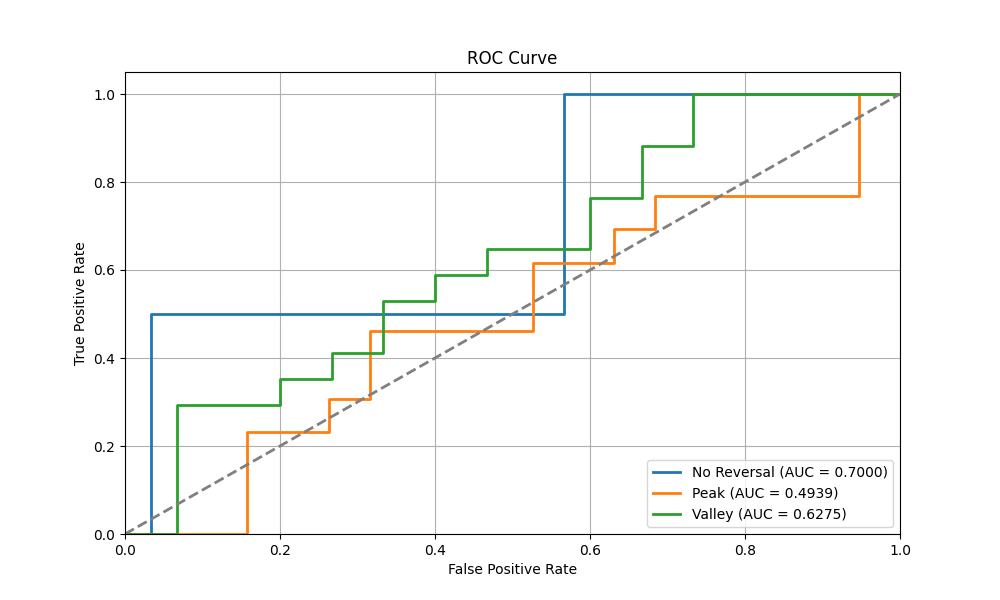 ROC Curve
True Positive Rate
1.0
0.8
0.6
0.4
0.2
0.0
No Reversal (AUC = 0.7000)
Peak (AUC = 0.4939)
Valley (AUC = 0.6275)
0.0 0.2 0.4 0.6 0.8 1.0
False Positive Rate